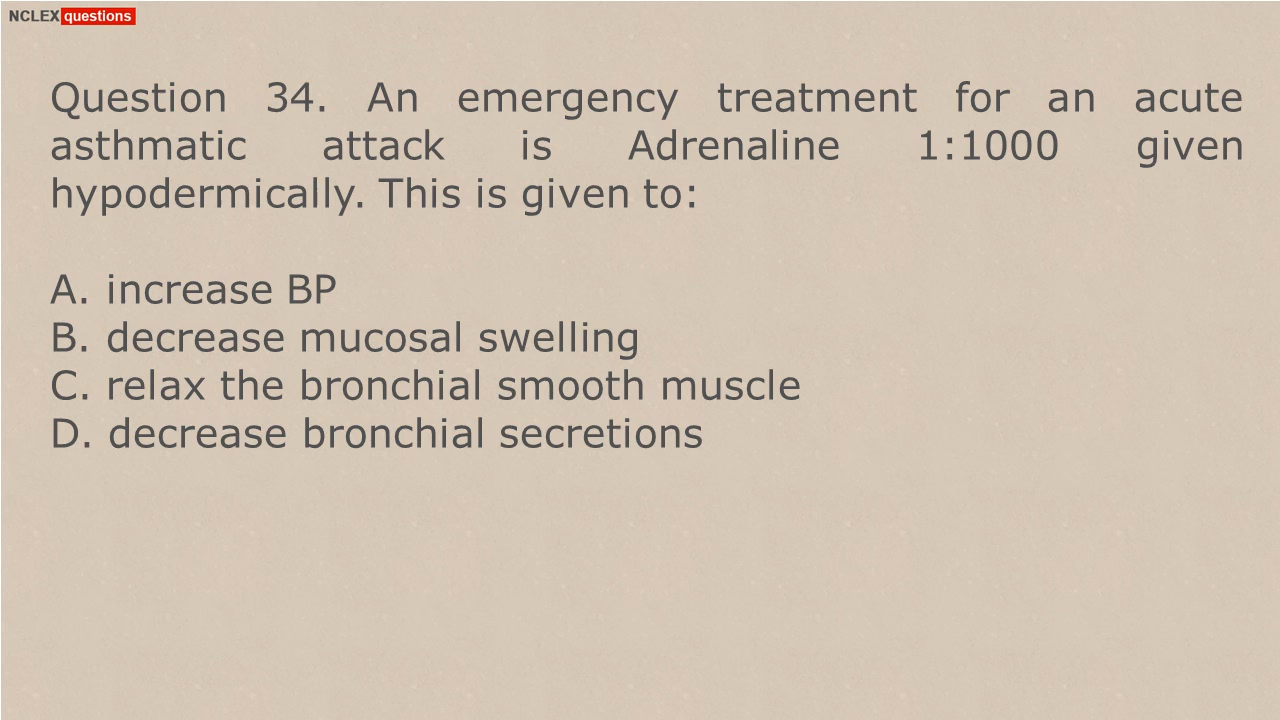 NCLEX questions
Question 34. An emergency treatment for an acute
asthmatic attack is Adrenaline 1:1000 given
hypodermically. This is given to:
A. increase BP
B. decrease mucosal swelling
C. relax the bronchial smooth muscle
D. decrease bronchial secretions